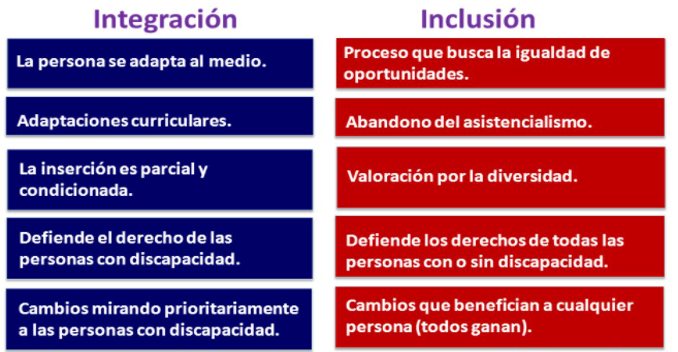 Integración
Inclusión
La persona se adapta al medio.
Proceso que busca la igualdad de
oportunidades.
Adaptaciones curriculares.
Abandono del asistencialismo.
La inserción es parcial y
condicionada.
Valoración por la diversidad.
Defiende el derecho de las
personas con discapacidad.
Defiende los derechos de todas las
personas con o sin discapacidad.
Cambios mirando prioritariamente
a las personas con discapacidad.
Cambios que benefician a cualquier
persona (todos ganan).